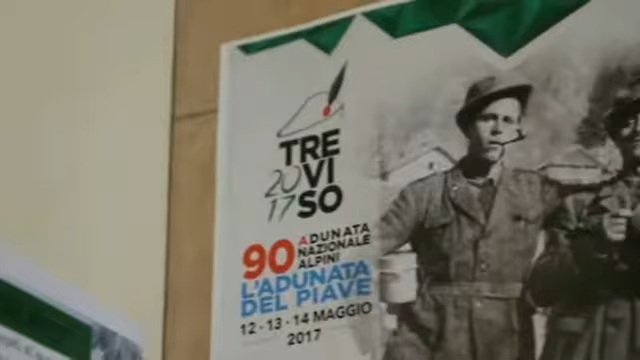 TRE
20 VI
17 SO
90 ADUNATA
NAZIONALE
ALPINI
L'ADUNATA
DEL PIAVE
12 - 13 - 14 MAGGIO
2017